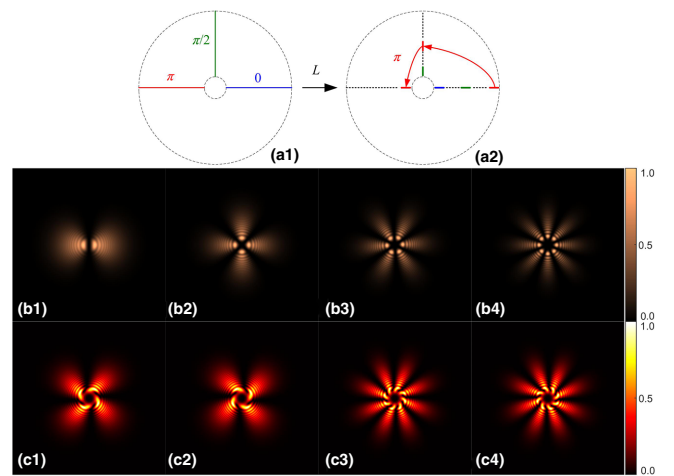 π/2
π
0
L
π
(a1)
(a2)
1.0
0.5
0.0
(b1)
(b2)
(b3)
(b4)
1.0
0.5
0.0
(c1)
(c2)
(c3)
(c4)